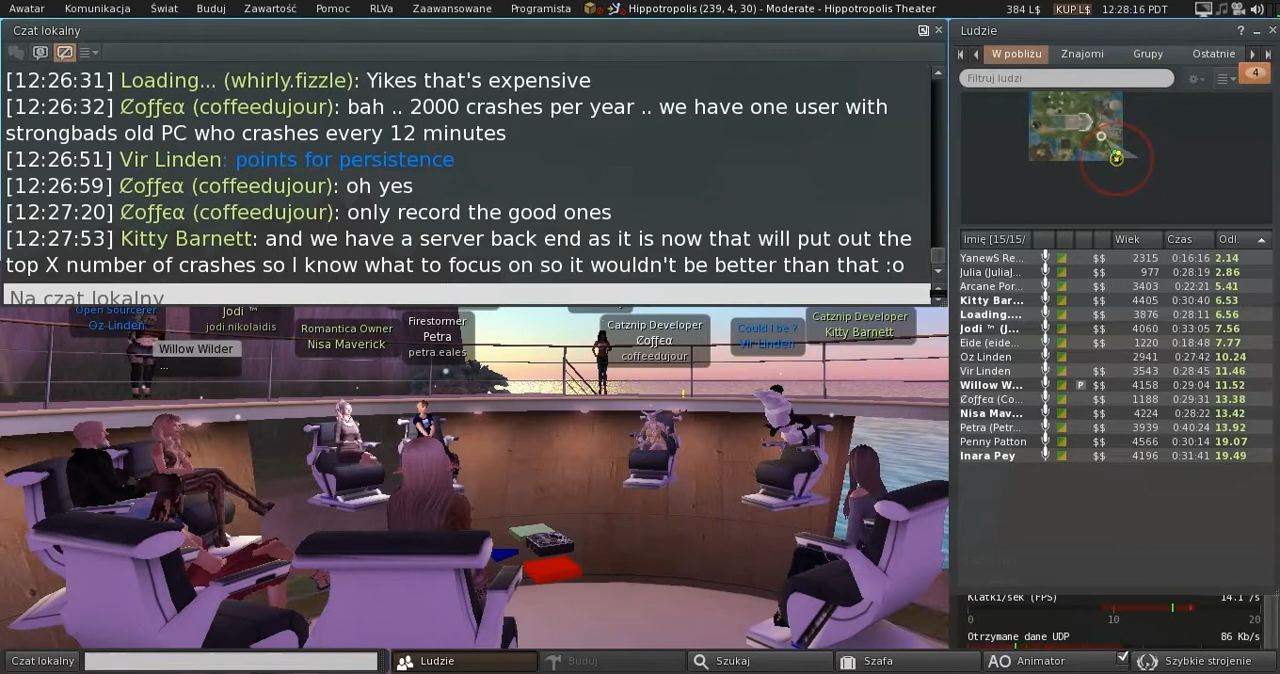 Awatar Komunikacja Świat Buduj Zawartość Pomoc RLVa Zaawansowane Programista Hippotropolis (239, 4, 30) - Moderate - Hippotropolis Theater 384 L$ KUP L$ 12:28:16 PDT
Czat lokalny
[12:26:31] Loading... (whirly.fizzle): Yikes that's expensive
[12:26:32] Ȼσƒƒєα (coffeedujour): bah .. 2000 crashes per year .. we have one user with
strongbads old PC who crashes every 12 minutes
[12:26:51] Vir Linden: points for persistence
[12:26:59] Ȼσƒƒєα (coffeedujour): oh yes
[12:27:20] Ȼσƒƒєα (coffeedujour): only record the good ones
[12:27:53] Kitty Barnett: and we have a server back end as it is now that will put out the
top X number of crashes so I know what to focus on so it wouldn't be better than that :o
Na czat lokalny
Ludzie
?
W pobliżu Znajomi Grupy Ostatnie
4
Filtruj ludzi
Imię [15/15/ Wiek Czas Odl.
YanewS Re... $$ 2315 0:16:16 2.14
Julia (JuliaJ... $$ 977 0:28:19 2.86
Arcane Por... $$ 3403 0:22:21 5.41
Kitty Bar... $$ 4405 0:30:40 6.53
Loading.... $$ 3876 0:28:11 6.56
Jodi ™ (J... $$ 4060 0:33:05 7.56
Eide (eide... $$ 1220 0:18:48 7.77
Oz Linden 2941 0:27:42 10.24
Vir Linden $$ 3543 0:28:45 11.46
Willow W... P $$ 4158 0:29:04 11.52
Ȼσƒƒєα (Co... $$ 1188 0:29:31 13.38
Nisa Mav... $$ 4224 0:28:22 13.42
Petra (Petr... $$ 3939 0:40:24 13.92
Penny Patton $$ 4566 0:30:14 19.07
Inara Pey $$ 4196 0:31:41 19.49
Open Sourcerer
Oz Linden
Jodi ™
jodi.nikolaidis
Willow Wilder
...
Romantica Owner
Nisa Maverick
Firestormer
Petra
petra.eales
Catznip Developer
Ȼσƒƒєα
coffeedujour
Could I be ?
Vir Linden
Catznip Developer
Kitty Barnett
Klatki/sek (FPS) 14.1 /s
0 10 20
Otrzymane dane UDP 86 Kb/s
Czat lokalny Ludzie Buduj Szukaj Szafa AO Animator Szybkie strojenie